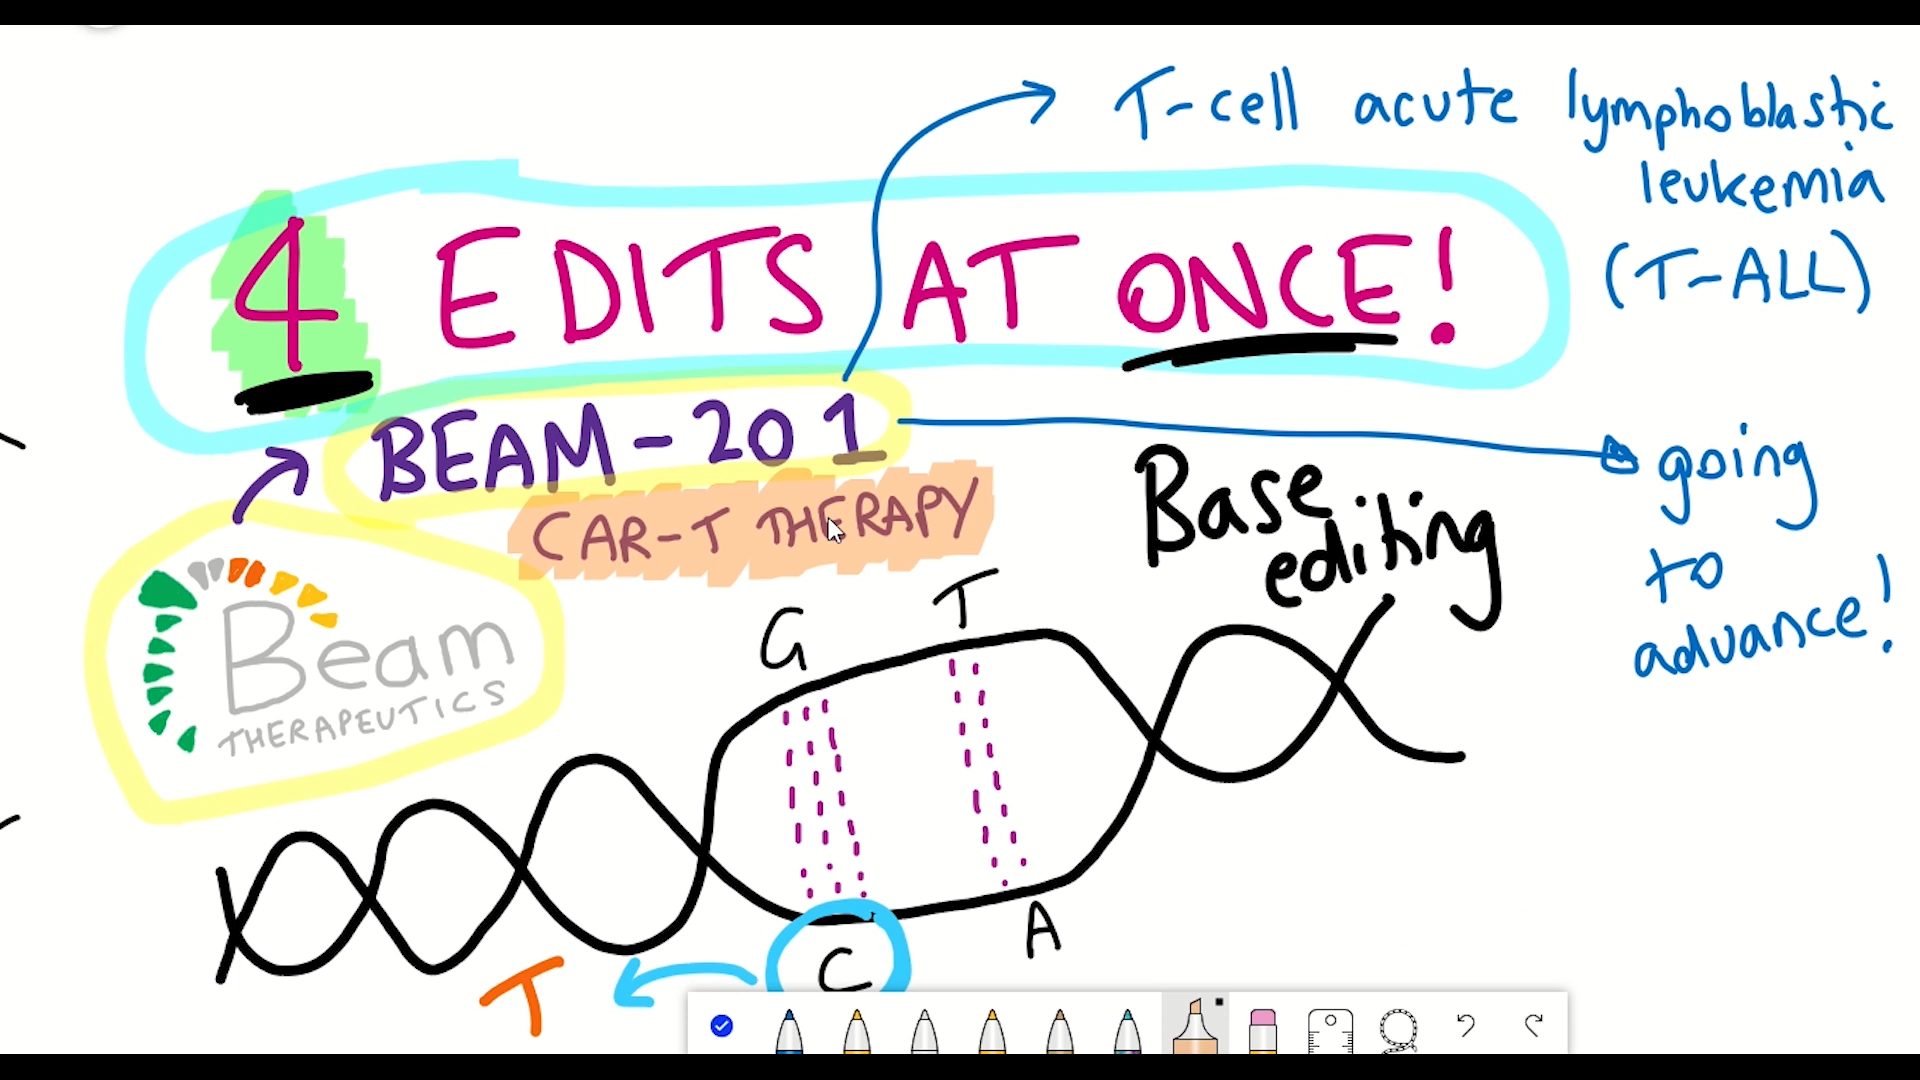 T-cell acute lymphoblastic
leukemia
(T-ALL)
4 EDITS AT ONCE!
BEAM-201
CAR-T THERAPY
Base
editing
going
to
advance!
Beam
THERAPEUTICS
G
T
C
A
T